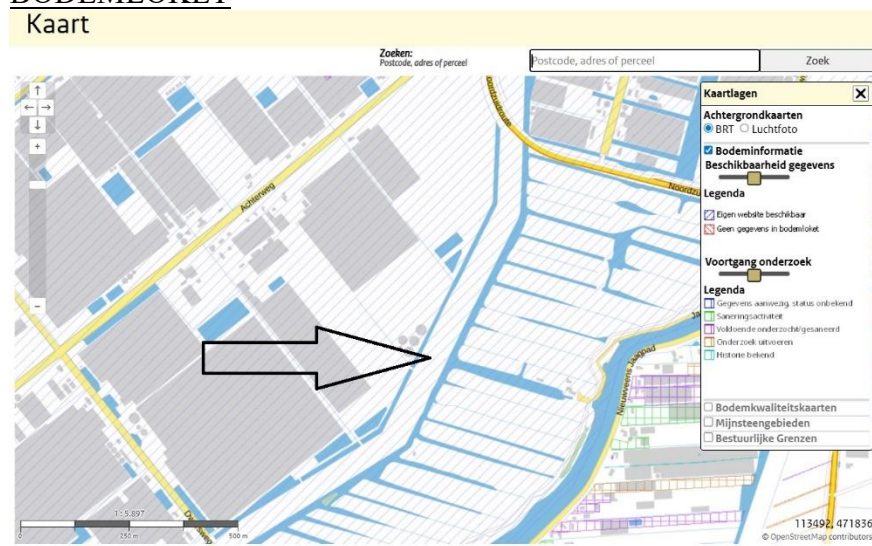 BODEMLOKET
Kaart
Zoeken:
Postcode, adres of perceel
Postcode, adres of perceel
Zoek
Kaartlagen
Achtergrondkaarten
BRT Luchtfoto
Bodeminformatie
Beschikbaarheid gegevens
Legenda
Eigen website beschikbaar
Geen gegevens in bodemloket
Voortgang onderzoek
Legenda
Gegevens aanwezig, status onbekend
Saneringsactiviteit
Voldoende onderzocht/gesaneerd
Onderzoek uitvoeren
Historie bekend
Bodemkwaliteitskaarten
Mijnsteengebieden
Bestuurlijke Grenzen
Achterweg
Nieuwveens Jaagpad
1 : 5.897
0 250 m 500 m
113492, 471836
© OpenStreetMap contributors